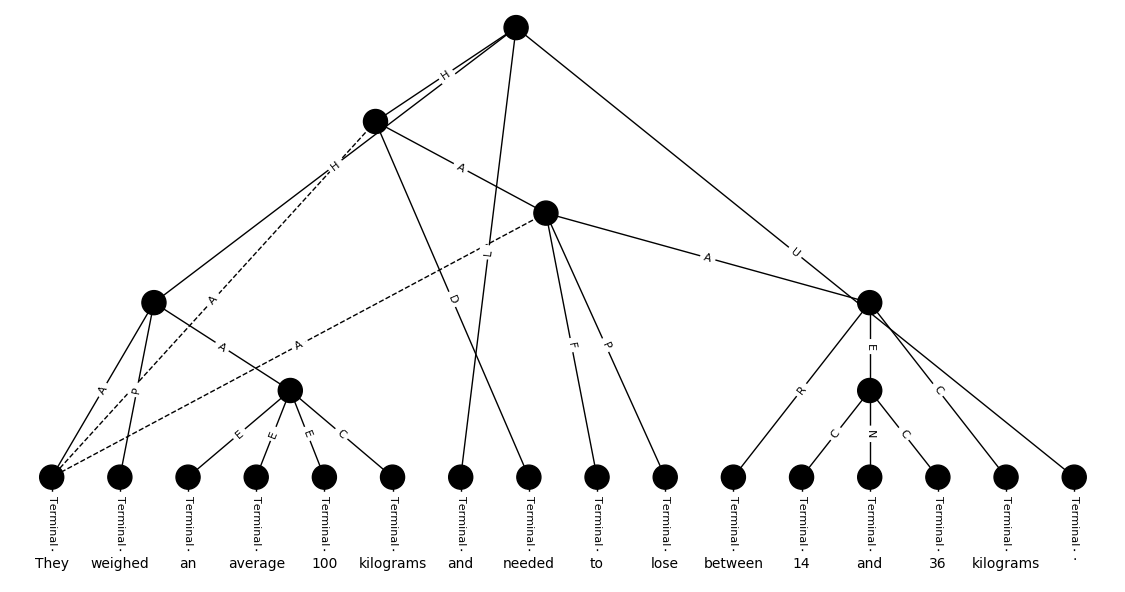 H
H
A
A
L
U
A
D
A
A
F
P
E
A
P
R
C
E
E
E
C
C
N
C
Terminal Terminal Terminal Terminal Terminal Terminal Terminal Terminal Terminal Terminal Terminal Terminal Terminal Terminal Terminal Terminal
They weighed an average 100 kilograms and needed to lose between 14 and 36 kilograms .